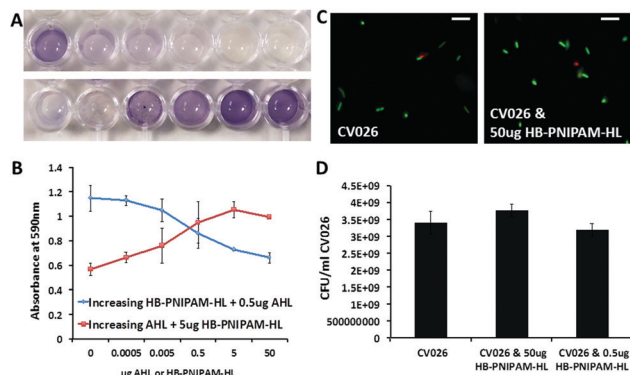 A
C
CV026
CV026 &
50ug HB-PNIPAM-HL
B
1.4
1.2
1
0.8
0.6
0.4
0.2
0
Absorbance at 590nm
Increasing HB-PNIPAM-HL + 0.5ug AHL
Increasing AHL + 5ug HB-PNIPAM-HL
0 0.0005 0.005 0.5 5 50
ug AHL or HB-PNIPAM-HL
D
4.5E+09
4E+09
3.5E+09
3E+09
2.5E+09
2E+09
1.5E+09
1E+09
500000000
0
CFU/ml CV026
CV026
CV026 & 50ug
HB-PNIPAM-HL
CV026 & 0.5ug
HB-PNIPAM-HL